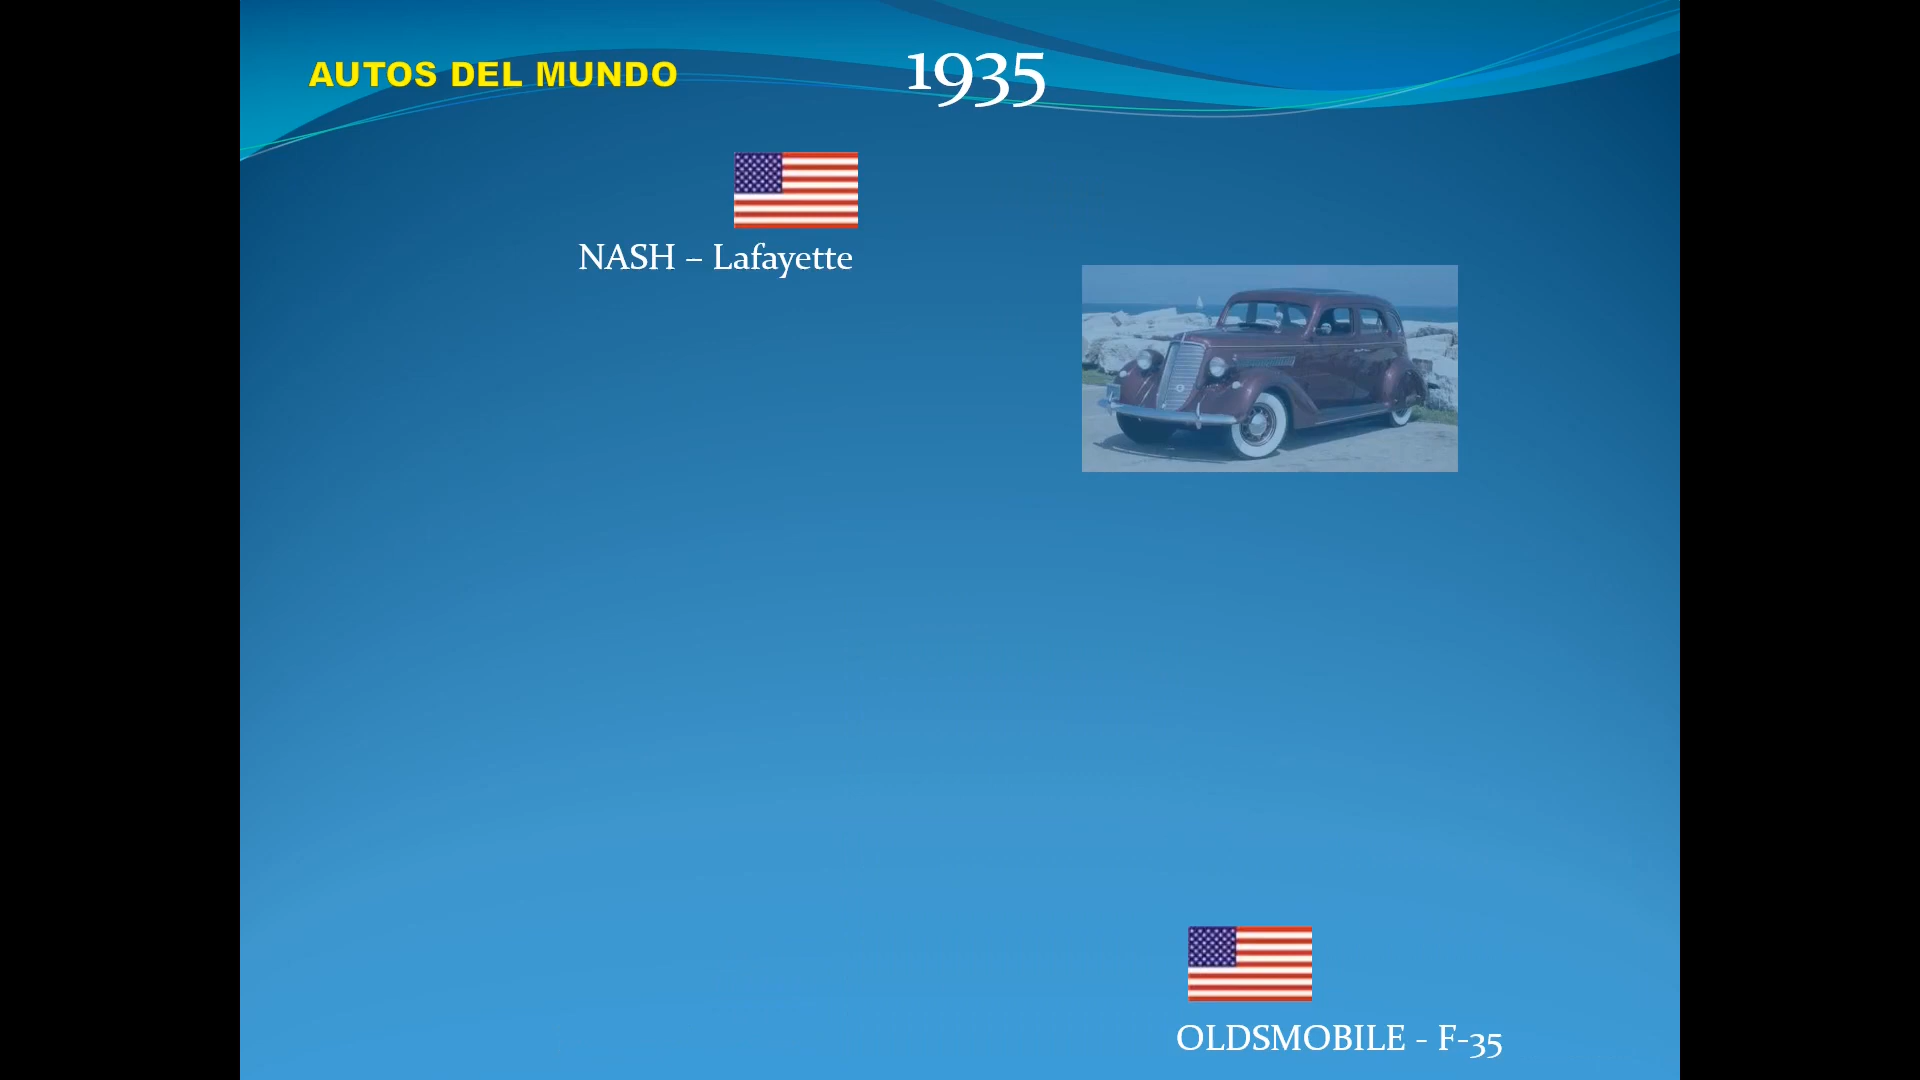 AUTOS DEL MUNDO
1935
NASH – Lafayette
OLDSMOBILE - F-35